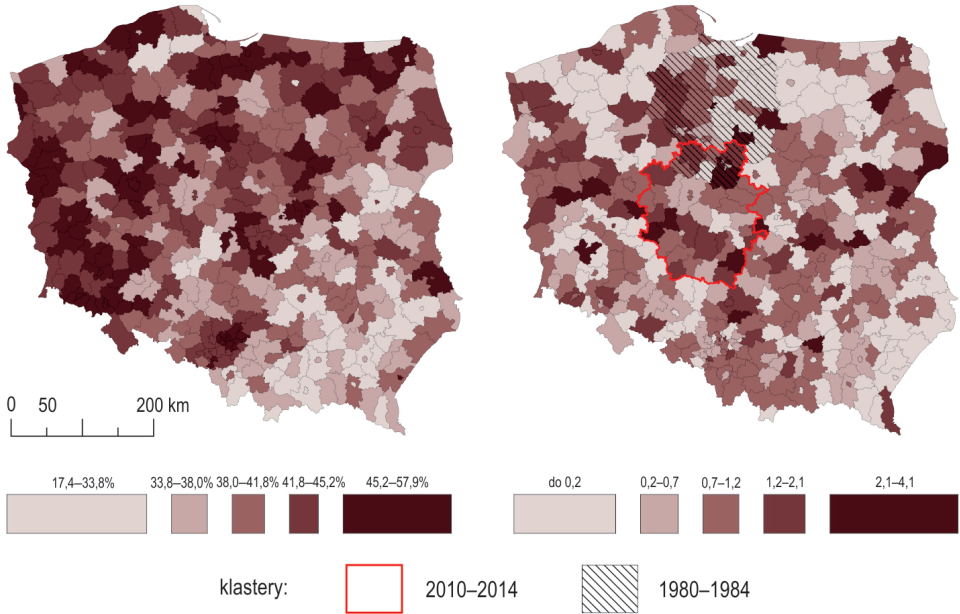 0 50 200 km
17,4–33,8% 33,8–38,0% 38,0–41,8% 41,8–45,2% 45,2–57,9%
do 0,2 0,2–0,7 0,7–1,2 1,2–2,1 2,1–4,1
klastery: 2010–2014 1980–1984